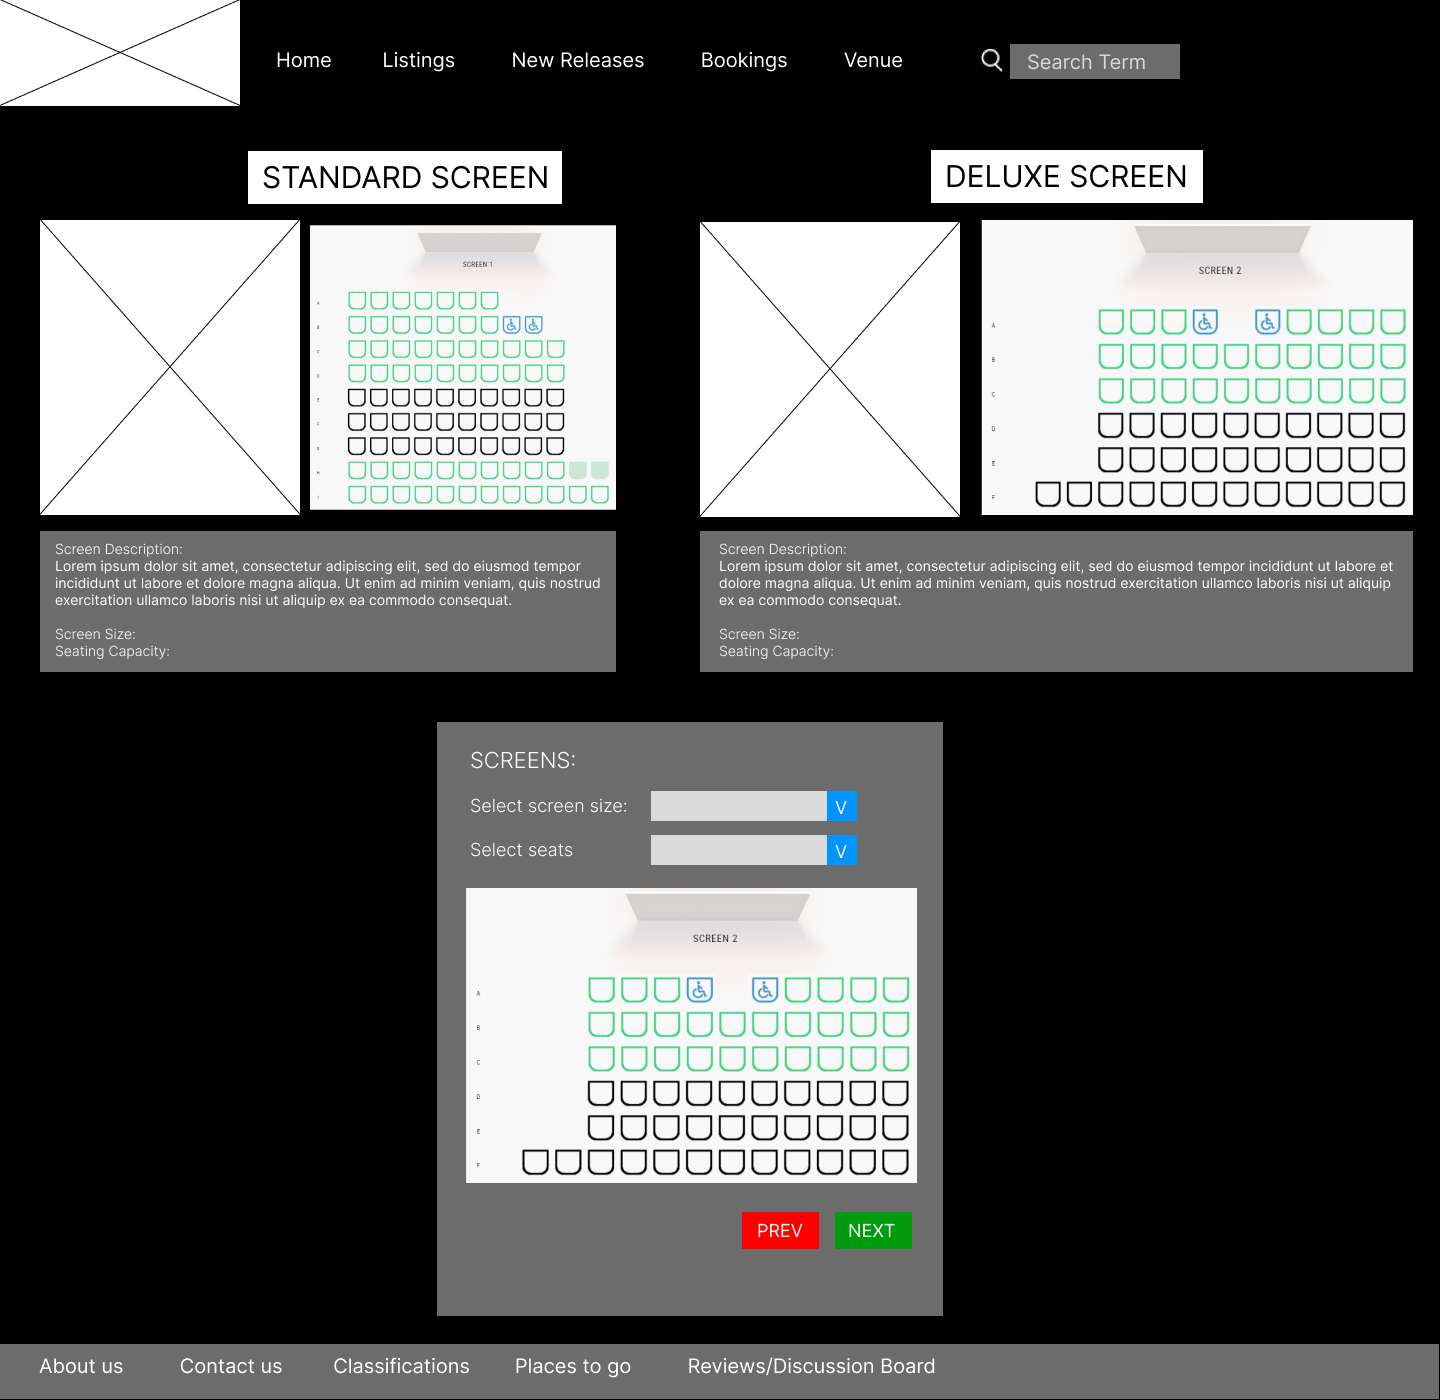 Home Listings New Releases Bookings Venue Search Term
STANDARD SCREEN
DELUXE SCREEN
SCREEN 1
A
B
C
D
E
F
G
H
I
SCREEN 2
A
B
C
D
E
F
Screen Description:
Lorem ipsum dolor sit amet, consectetur adipiscing elit, sed do eiusmod tempor
incididunt ut labore et dolore magna aliqua. Ut enim ad minim veniam, quis nostrud
exercitation ullamco laboris nisi ut aliquip ex ea commodo consequat.
Screen Size:
Seating Capacity:
Screen Description:
Lorem ipsum dolor sit amet, consectetur adipiscing elit, sed do eiusmod tempor incididunt ut labore et
dolore magna aliqua. Ut enim ad minim veniam, quis nostrud exercitation ullamco laboris nisi ut aliquip
ex ea commodo consequat.
Screen Size:
Seating Capacity:
SCREENS:
Select screen size: V
Select seats V
SCREEN 2
A
B
C
D
E
F
PREV NEXT
About us Contact us Classifications Places to go Reviews/Discussion Board